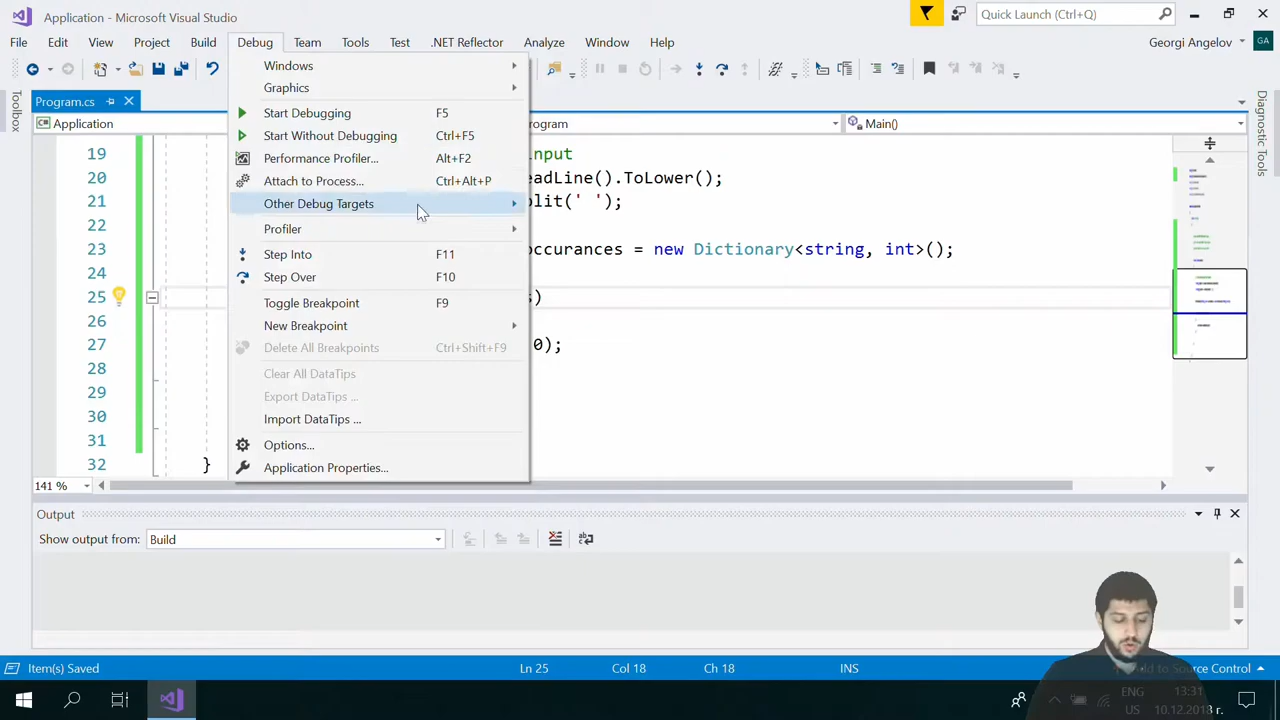 Application - Microsoft Visual Studio
Quick Launch (Ctrl+Q)
File Edit View Project Build Debug Team Tools Test .NET Reflector Analyze Window Help
Georgi Angelov GA
Toolbox
Program.cs
Application
rogram
Main()
Diagnostic Tools
Windows
Graphics
Start Debugging F5
Start Without Debugging Ctrl+F5
Performance Profiler... Alt+F2
Attach to Process... Ctrl+Alt+P
Other Debug Targets
Profiler
Step Into F11
Step Over F10
Toggle Breakpoint F9
New Breakpoint
Delete All Breakpoints Ctrl+Shift+F9
Clear All DataTips
Export DataTips ...
Import DataTips ...
Options...
Application Properties...
19 input
20 eadLine().ToLower();
21 plit(' ');
22
23 occurances = new Dictionary<string, int>();
24
25 s)
26
27 0);
28
29
30
31
32 }
141 %
Output
Show output from: Build
Item(s) Saved Ln 25 Col 18 Ch 18 INS Add to Source Control
ENG
US
13:31